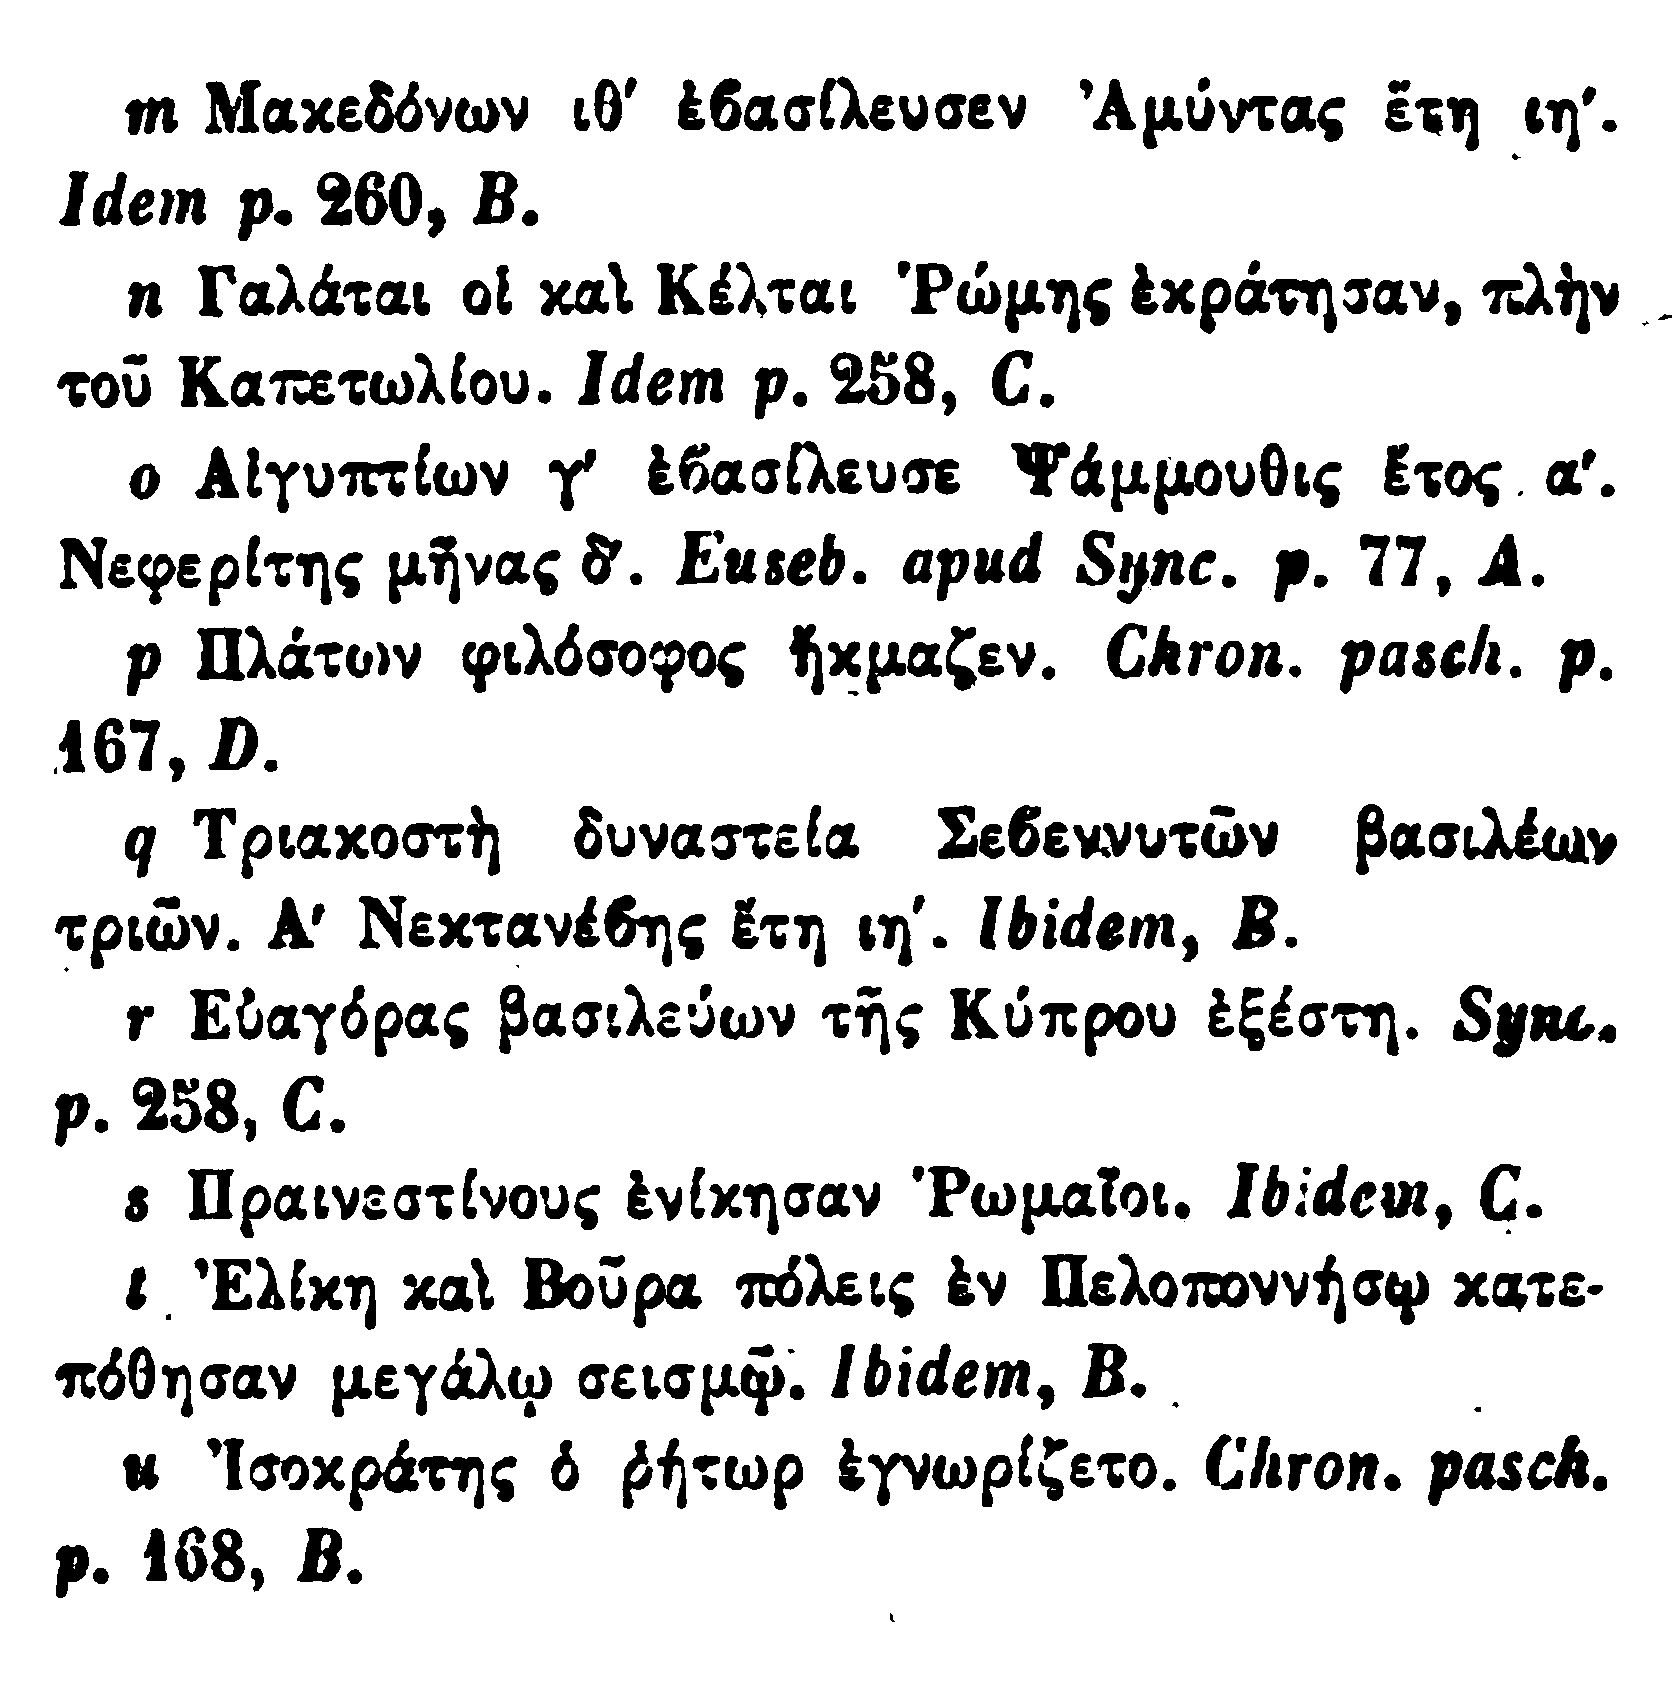 m Μακεδόνων ιθ′ ἐϐασίλευσεν Ἀμύντας ἔτη ιη′.
Idem p. 260, B.
n Γαλάται οἱ καὶ Κέλται Ῥώμης ἐκράτησαν, πλὴν
τοῦ Καπετωλίου. Idem p. 258, C.
o Αἰγυπτίων γ′ ἐϐασίλευσε Ψάμμουθις ἔτος α′.
Νεφερίτης μῆνας δ′. Euseb. apud Sync. p. 77, A.
p Πλάτων φιλόσοφος ἤκμαζεν. Chron. pasch. p.
167, D.
q Τριακοστὴ δυναστεία Σεϐεννυτῶν βασιλέων
τριῶν. Α′ Νεκτανέϐης ἔτη ιη′. Ibidem, B.
r Εὐαγόρας βασιλεύων τῆς Κύπρου ἐξέστη. Sync.
p. 258, C.
s Πραινεστίνους ἐνίκησαν Ῥωμαῖοι. Ibidem, C.
t Ἑλίκη καὶ Βοῦρα πόλεις ἐν Πελοποννήσῳ κατε-
πόθησαν μεγάλῳ σεισμῷ. Ibidem, B.
u Ἰσοκράτης ὁ ῥήτωρ ἐγνωρίζετο. Chron. pasch.
p. 168, B.